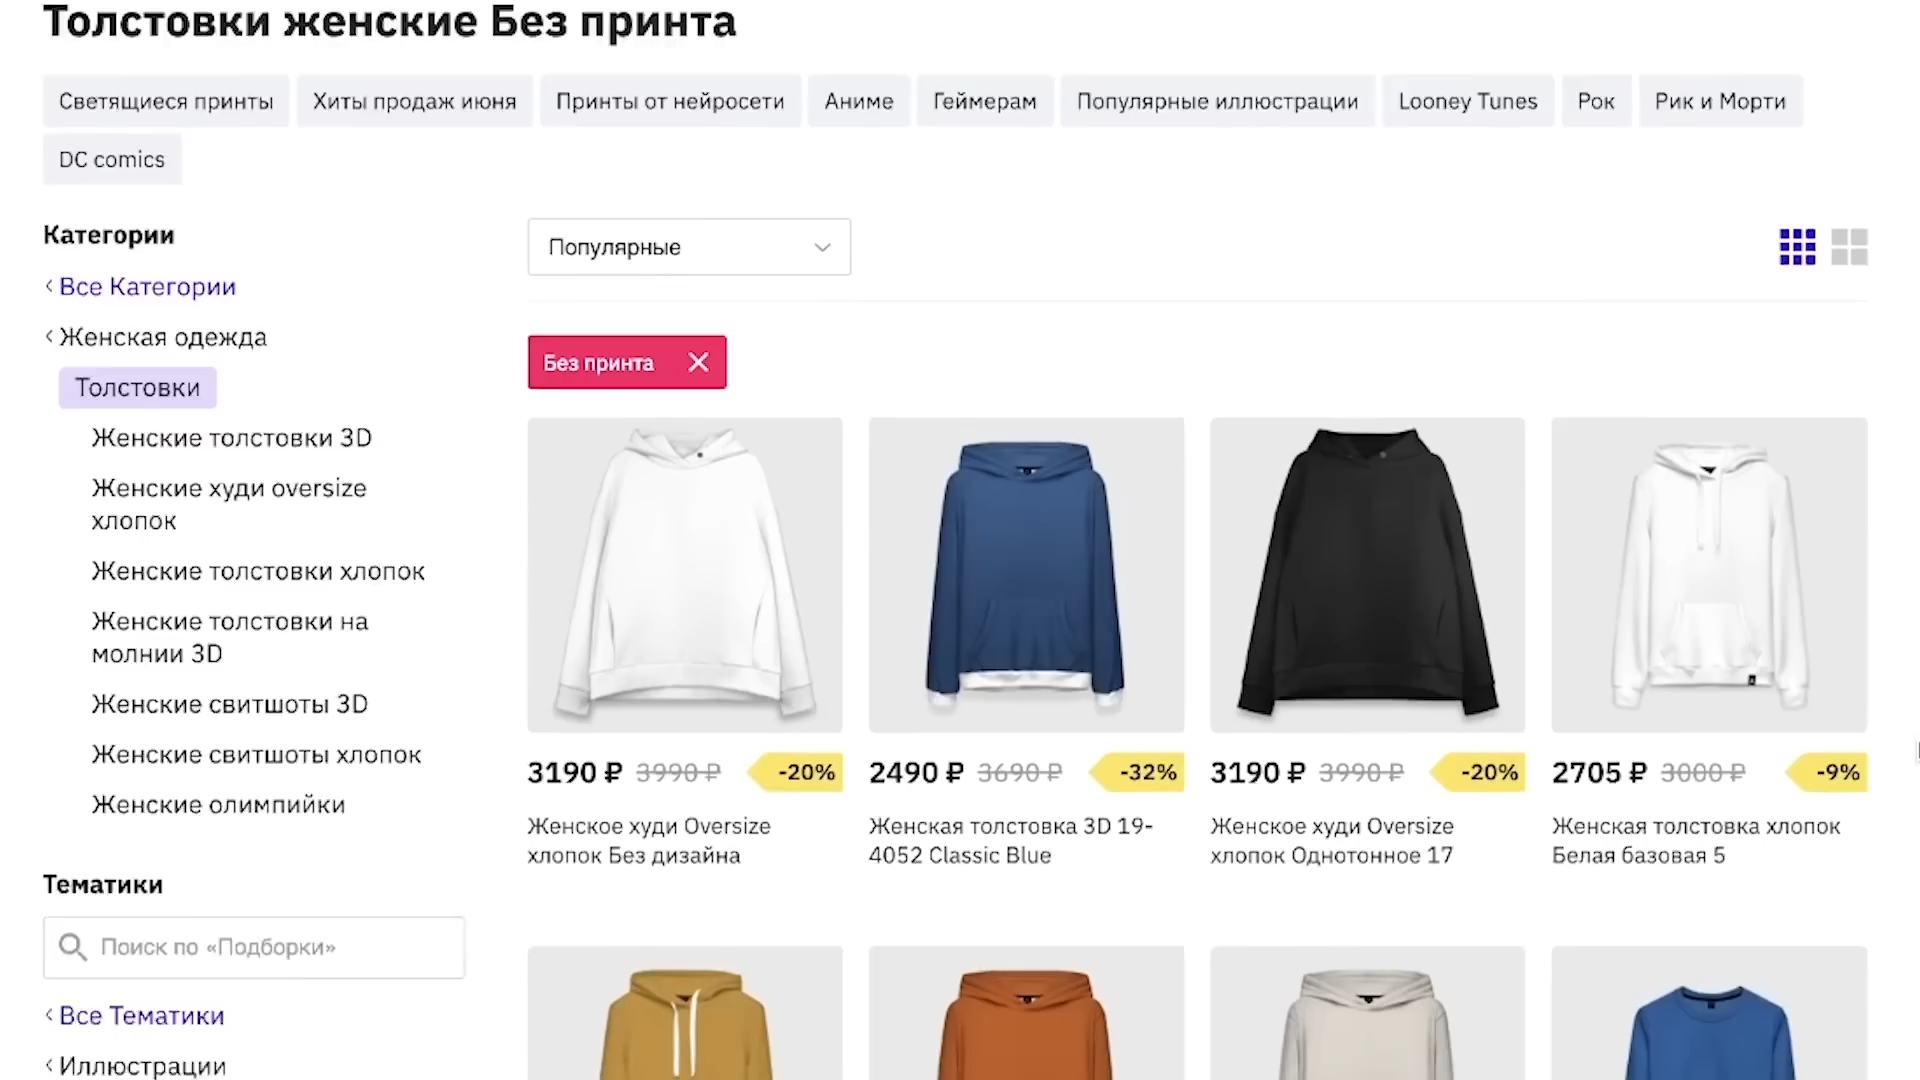 Толстовки женские Без принта
Светящиеся принты
Хиты продаж июня
Принты от нейросети
Аниме
Геймерам
Популярные иллюстрации
Looney Tunes
Рок
Рик и Морти
DC comics
Категории
Все Категории
Женская одежда
Толстовки
Женские толстовки 3D
Женские худи oversize
хлопок
Женские толстовки хлопок
Женские толстовки на
молнии 3D
Женские свитшоты 3D
Женские свитшоты хлопок
Женские олимпийки
Тематики
Поиск по «Подборки»
Все Тематики
Иллюстрации
Популярные
Без принта
3190 ₽ 3990 ₽ -20%
Женское худи Oversize
хлопок Без дизайна
2490 ₽ 3690 ₽ -32%
Женская толстовка 3D 19-
4052 Classic Blue
3190 ₽ 3990 ₽ -20%
Женское худи Oversize
хлопок Однотонное 17
2705 ₽ 3000 ₽ -9%
Женская толстовка хлопок
Белая базовая 5